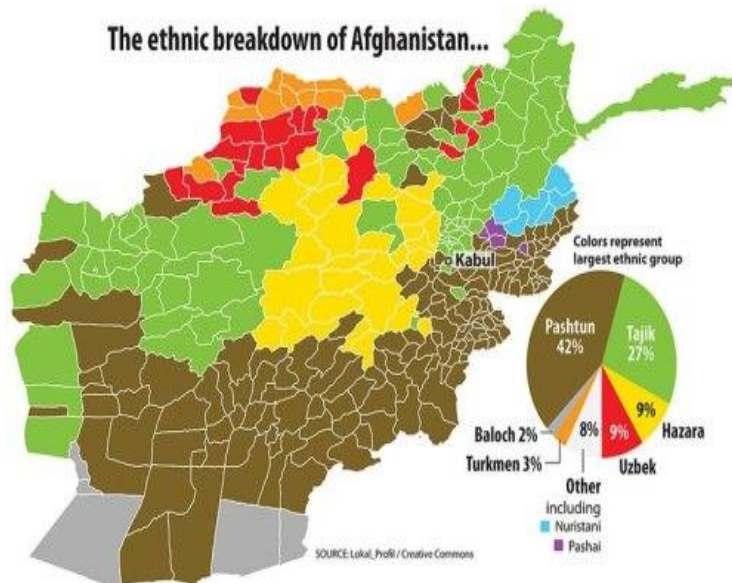 The ethnic breakdown of Afghanistan...
Kabul
Colors represent
largest ethnic group
Pashtun
42%
Tajik
27%
9%
Hazara
9%
Uzbek
8%
Baloch 2%
Turkmen 3%
Other
including
Nuristani
Pashai
SOURCE: Lokal_Profil / Creative Commons